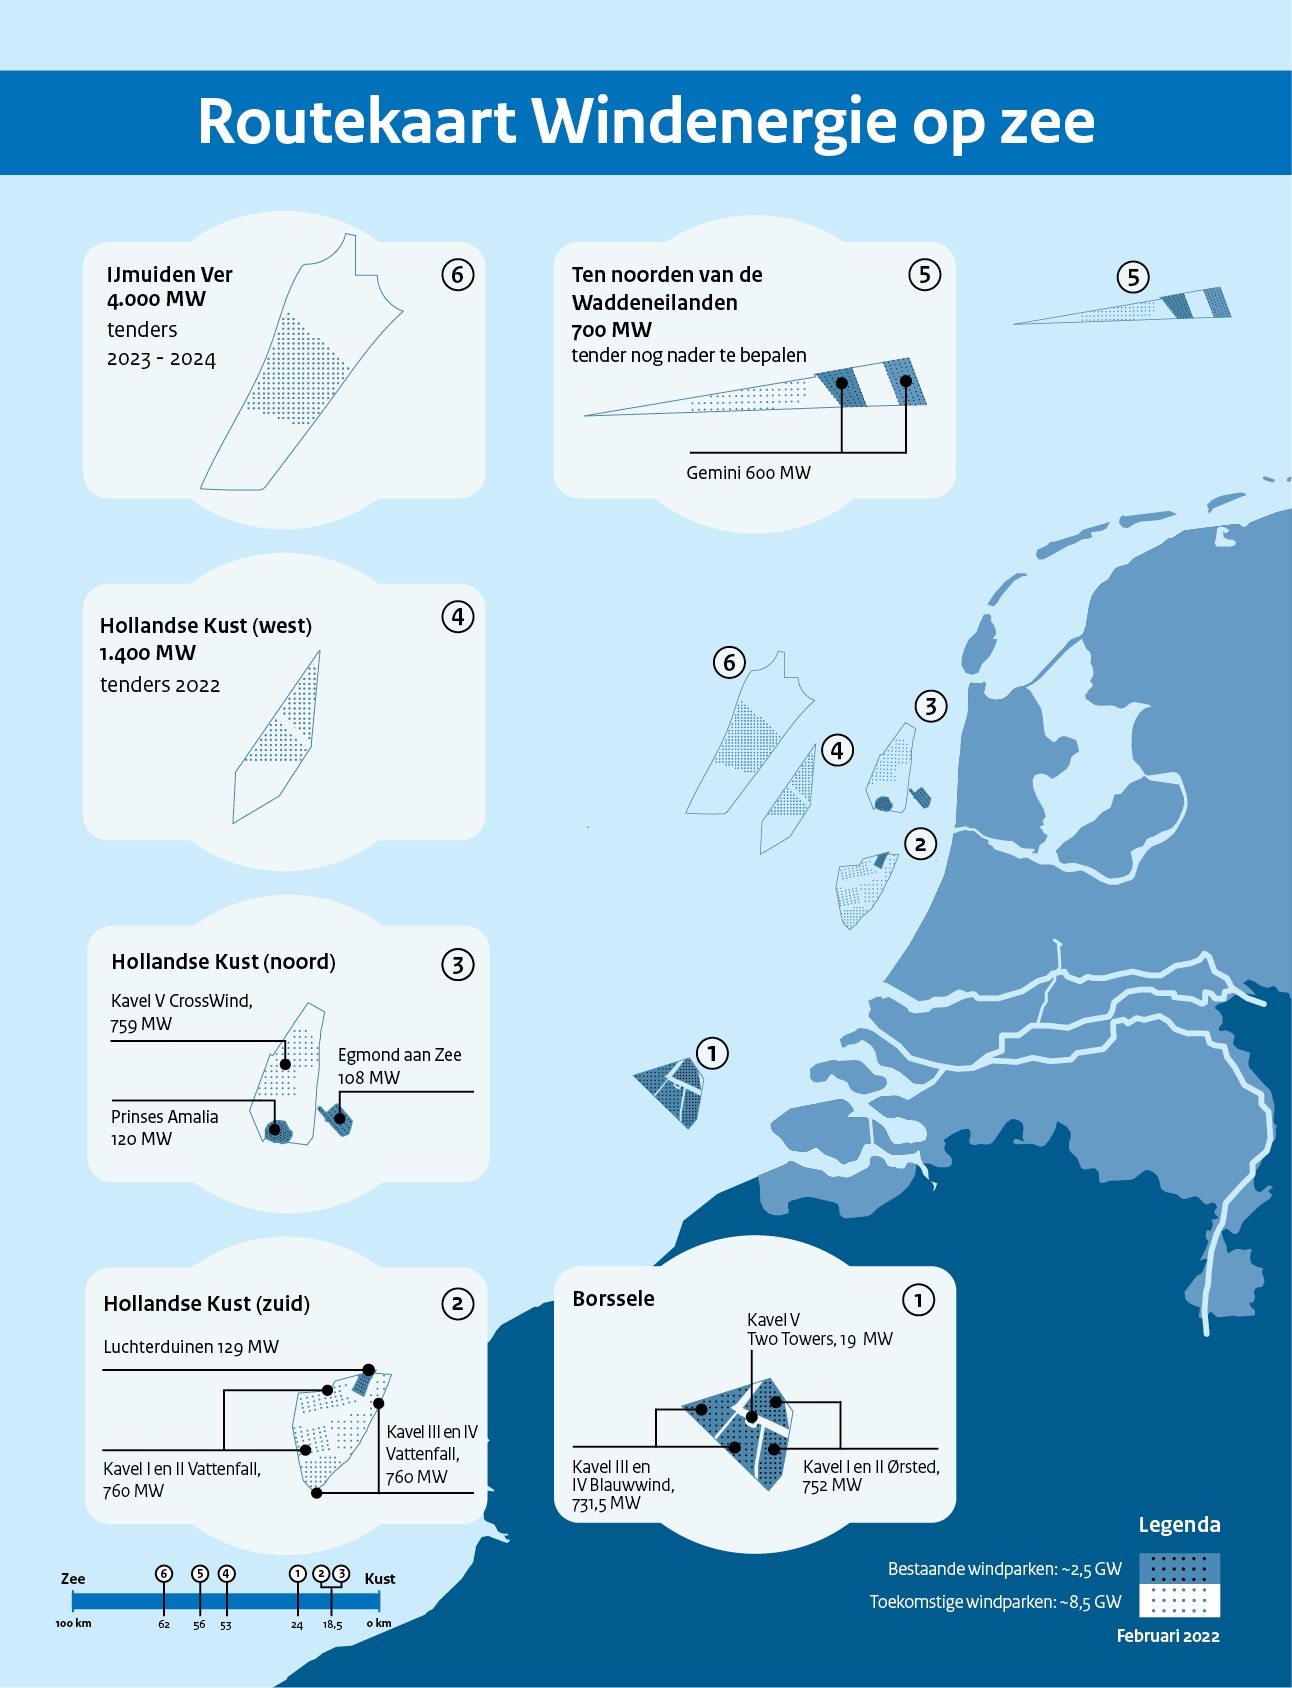 Routekaart Windenergie op zee
IJmuiden Ver
4.000 MW
tenders
2023 - 2024
6
Ten noorden van de
Waddeneilanden
700 MW
tender nog nader te bepalen
5
Gemini 600 MW
5
Hollandse Kust (west)
1.400 MW
tenders 2022
4
6
3
4
2
1
Hollandse Kust (noord)
3
Kavel V CrossWind,
759 MW
Egmond aan Zee
108 MW
Prinses Amalia
120 MW
Hollandse Kust (zuid)
2
Luchterduinen 129 MW
Kavel III en IV
Vattenfall,
760 MW
Kavel I en II Vattenfall,
760 MW
Borssele
1
Kavel V
Two Towers, 19 MW
Kavel III en
IV Blauwwind,
731,5 MW
Kavel I en II Ørsted,
752 MW
Zee
6
5
4
1
2
3
Kust
100 km
62
56
53
24
18,5
0 km
Legenda
Bestaande windparken: ~2,5 GW
Toekomstige windparken: ~8,5 GW
Februari 2022